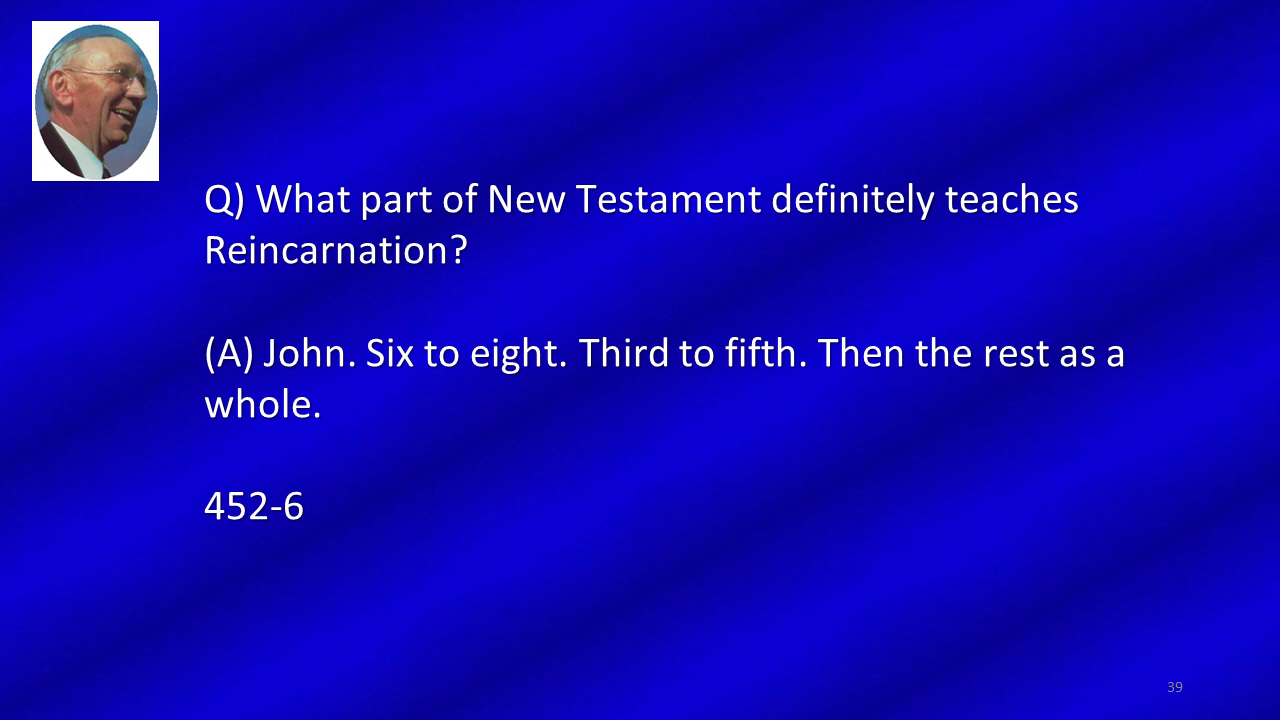 Q) What part of New Testament definitely teaches
Reincarnation?
(A) John. Six to eight. Third to fifth. Then the rest as a
whole.
452-6
39